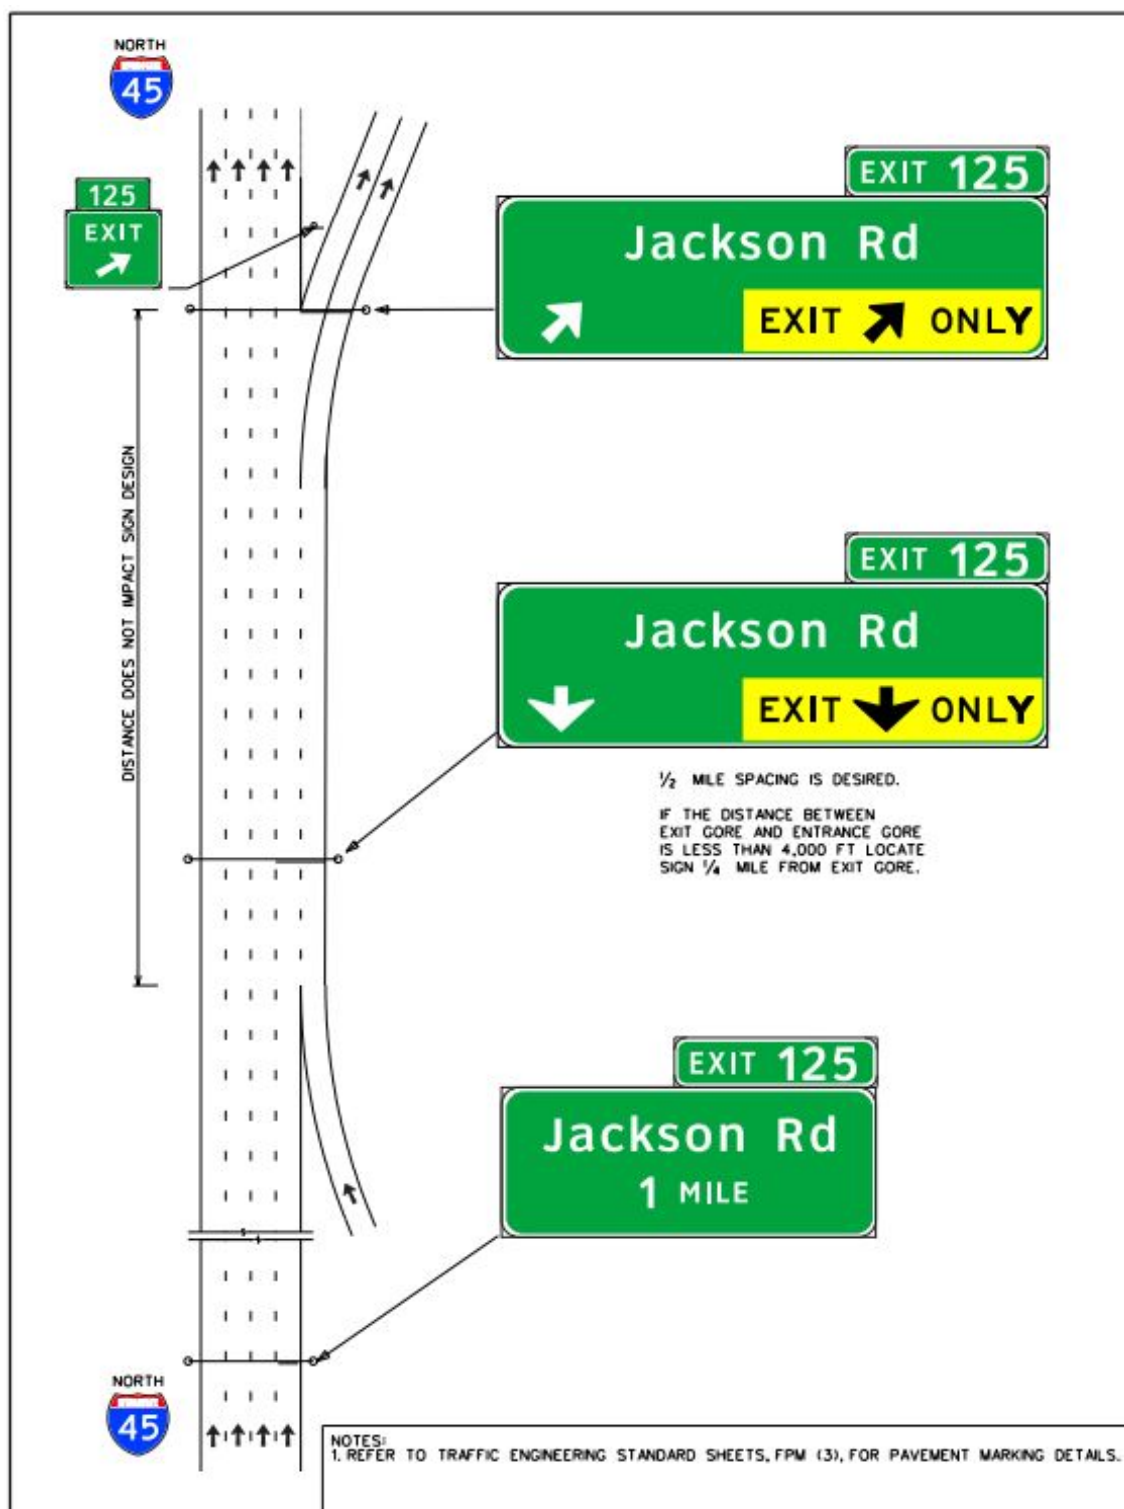 NORTH
45
125
EXIT
EXIT 125
Jackson Rd
EXIT ONLY
DISTANCE DOES NOT IMPACT SIGN DESIGN
EXIT 125
Jackson Rd
EXIT ONLY
1/2 MILE SPACING IS DESIRED.
IF THE DISTANCE BETWEEN
EXIT GORE AND ENTRANCE GORE
IS LESS THAN 4,000 FT LOCATE
SIGN 1/4 MILE FROM EXIT GORE.
EXIT 125
Jackson Rd
1 MILE
NORTH
45
NOTES:
1. REFER TO TRAFFIC ENGINEERING STANDARD SHEETS, FPM (3), FOR PAVEMENT MARKING DETAILS.